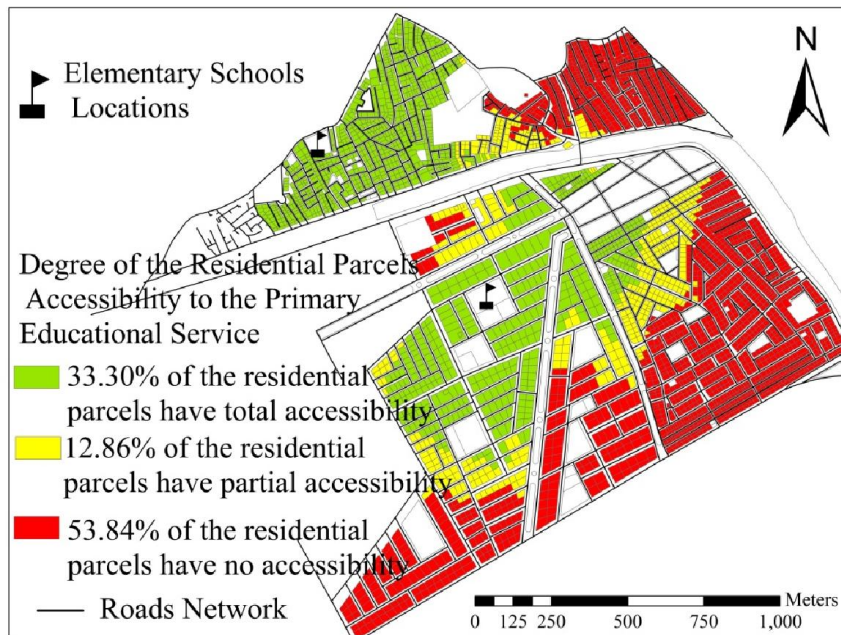 Elementary Schools
Locations
N
Degree of the Residential Parcels
Accessibility to the Primary
Educational Service
33.30% of the residential
parcels have total accessibility
12.86% of the residential
parcels have partial accessibility
53.84% of the residential
parcels have no accessibility
Roads Network
Meters
0 125 250 500 750 1,000